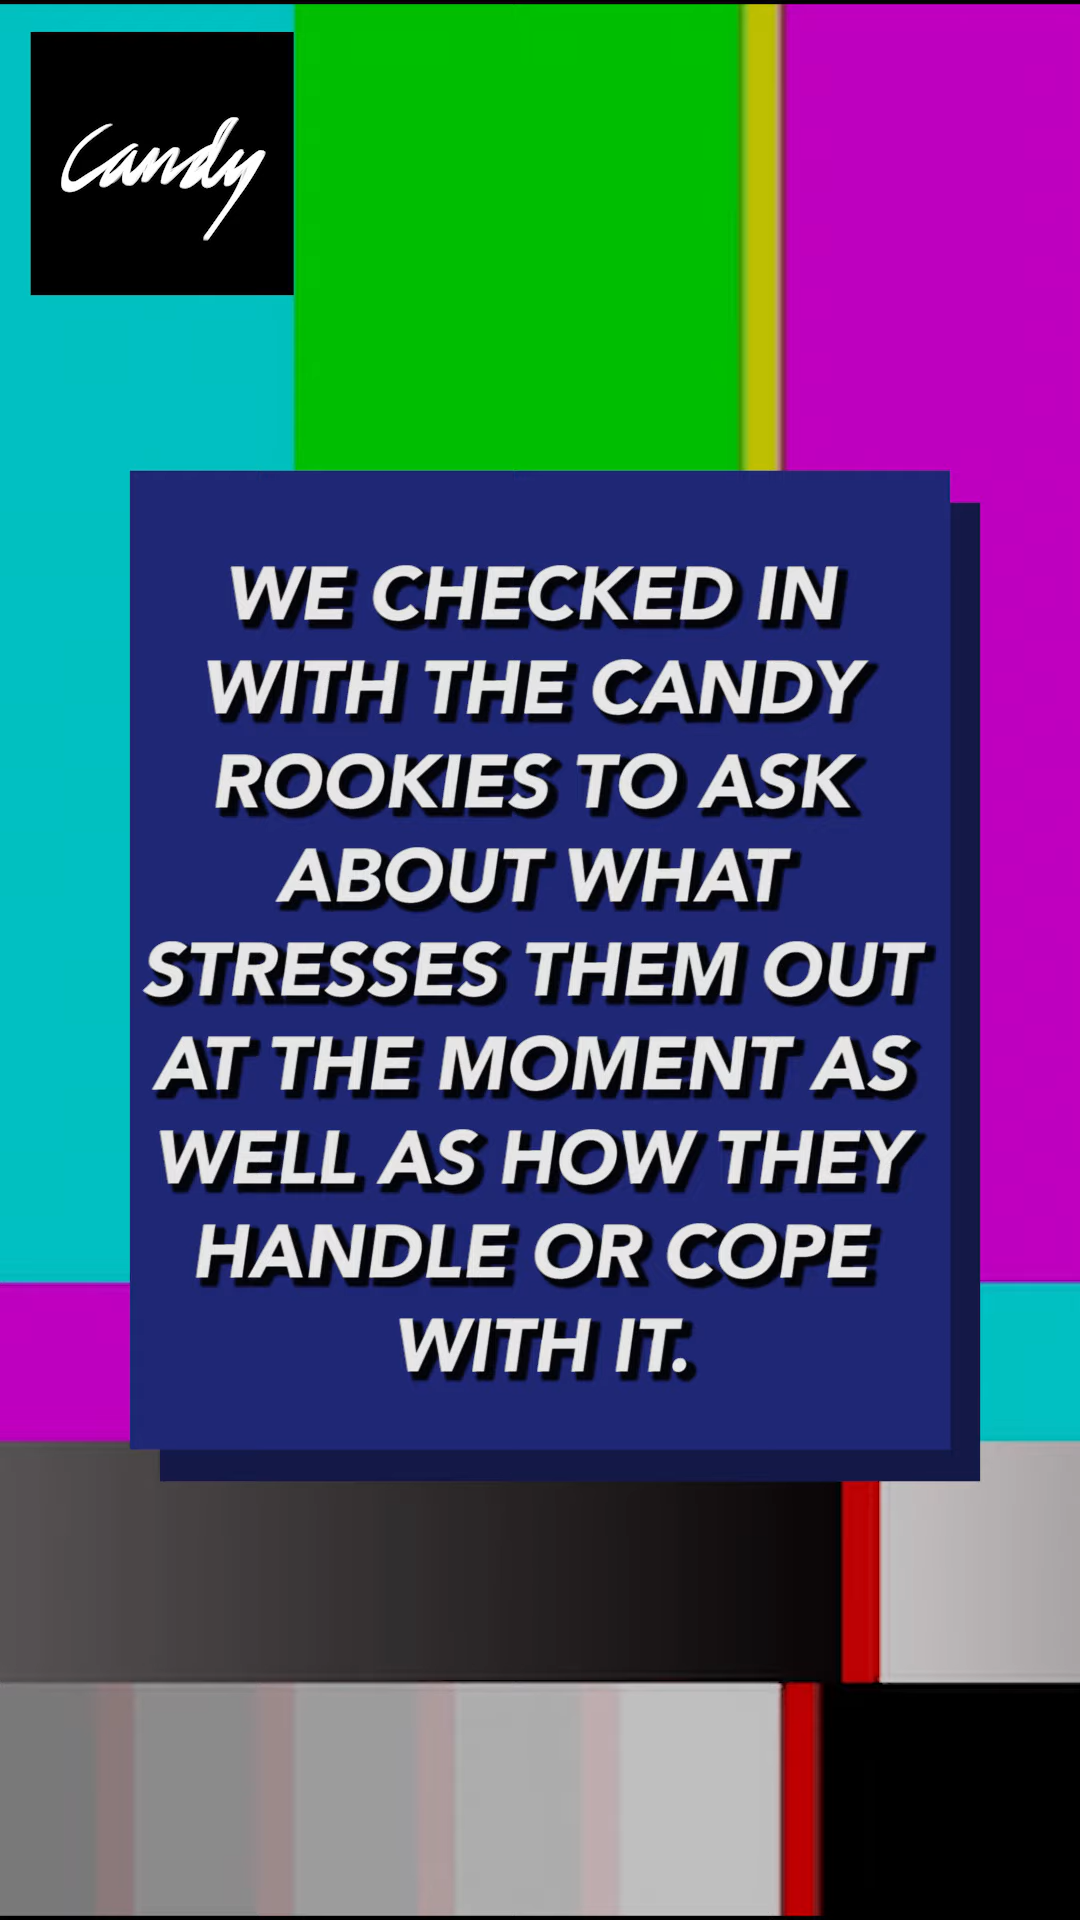 Candy
WE CHECKED IN
WITH THE CANDY
ROOKIES TO ASK
ABOUT WHAT
STRESSES THEM OUT
AT THE MOMENT AS
WELL AS HOW THEY
HANDLE OR COPE
WITH IT.